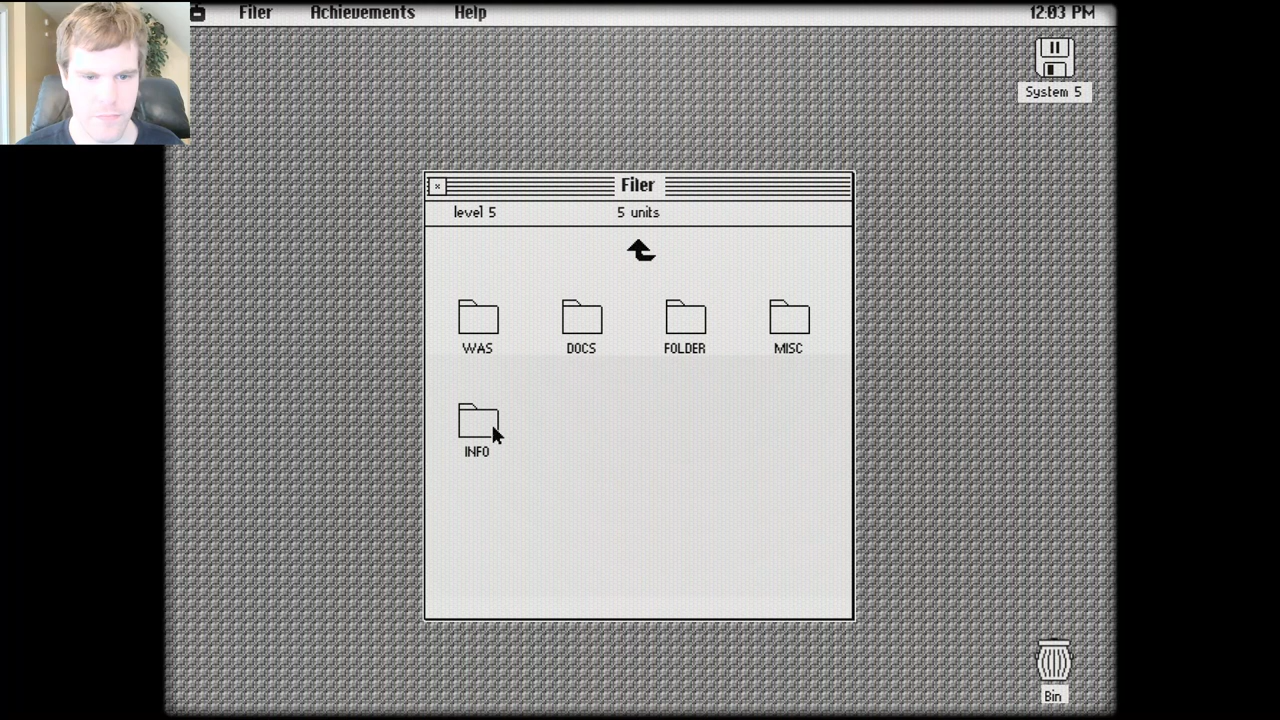 Filer Achievements Help 12:03 PM
System 5
Filer
level 5 5 units
WAS DOCS FOLDER MISC
INFO
Bin